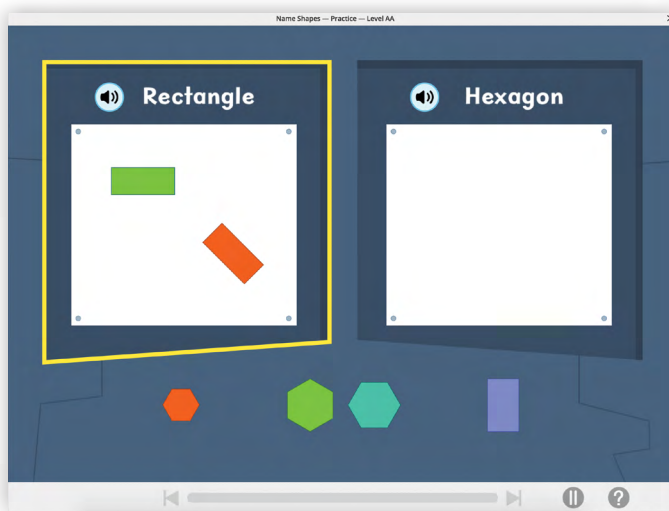 Name Shapes — Practice — Level AA
Rectangle
Hexagon
?